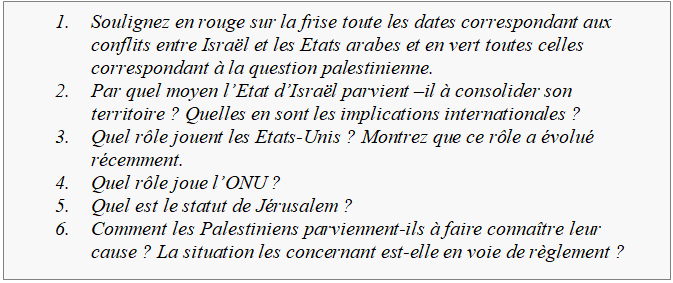 1. Soulignez en rouge sur la frise toute les dates correspondant aux
conflits entre Israël et les Etats arabes et en vert toutes celles
correspondant à la question palestinienne.
2. Par quel moyen l’Etat d’Israël parvient –il à consolider son
territoire ? Quelles en sont les implications internationales ?
3. Quel rôle jouent les Etats-Unis ? Montrez que ce rôle a évolué
récemment.
4. Quel rôle joue l’ONU ?
5. Quel est le statut de Jérusalem ?
6. Comment les Palestiniens parviennent-ils à faire connaître leur
cause ? La situation les concernant est-elle en voie de règlement ?